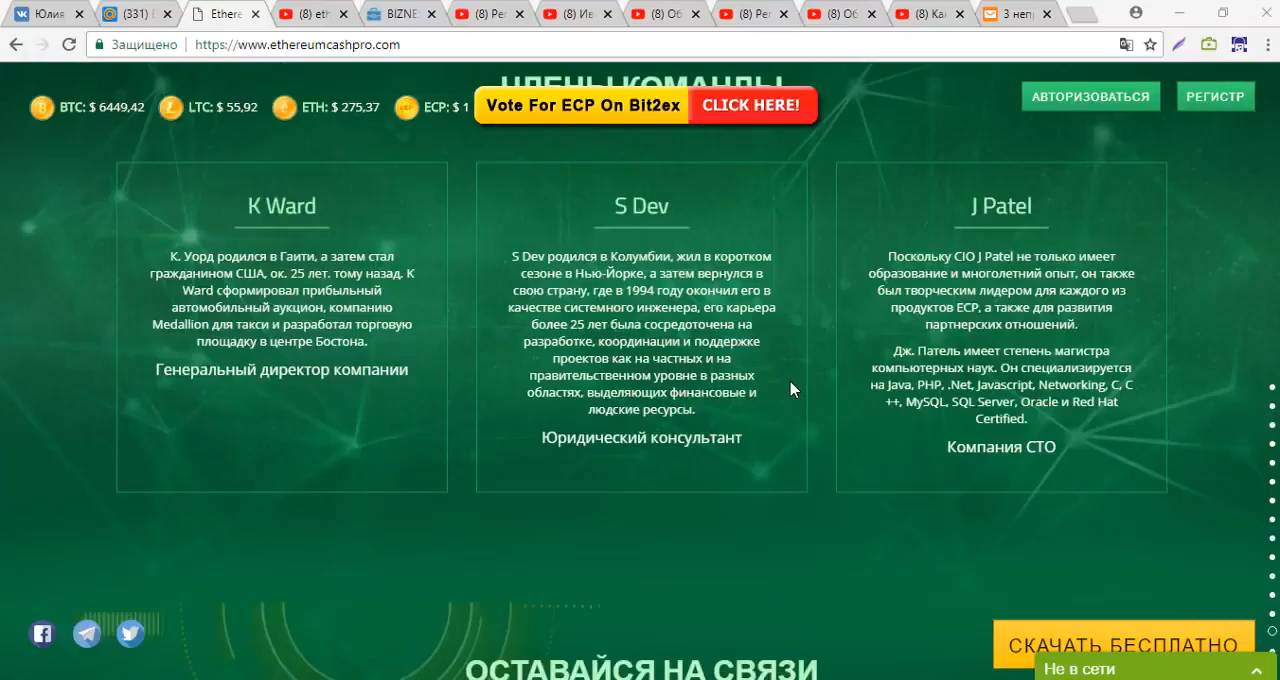 Юлия
(331)
Ethere
(8) eth
BIZNE
(8) Ре
(8) Ив
(8) Об
(8) Ре
(8) Об
(8) Ка
3 неп
Защищено
https://www.ethereumcashpro.com
ЧЛЕНЫ КОМАНДЫ
BTC: $ 6449,42
LTC: $ 55,92
ETH: $ 275,37
ECP: $ 1
Vote For ECP On Bit2ex
CLICK HERE!
АВТОРИЗОВАТЬСЯ
РЕГИСТР
K Ward
К. Уорд родился в Гаити, а затем стал
гражданином США, ок. 25 лет. тому назад. K
Ward сформировал прибыльный
автомобильный аукцион, компанию
Medallion для такси и разработал торговую
площадку в центре Бостона.
Генеральный директор компании
S Dev
S Dev родился в Колумбии, жил в коротком
сезоне в Нью-Йорке, а затем вернулся в
свою страну, где в 1994 году окончил его в
качестве системного инженера, его карьера
более 25 лет была сосредоточена на
разработке, координации и поддержке
проектов как на частных и на
правительственном уровне в разных
областях, выделяющих финансовые и
людские ресурсы.
Юридический консультант
J Patel
Поскольку CIO J Patel не только имеет
образование и многолетний опыт, он также
был творческим лидером для каждого из
продуктов ECP, а также для развития
партнерских отношений.
Дж. Патель имеет степень магистра
компьютерных наук. Он специализируется
на Java, PHP, .Net, Javascript, Networking, C, C
++, MySQL, SQL Server, Oracle и Red Hat
Certified.
Компания СТО
СКАЧАТЬ БЕСПЛАТНО
ОСТАВАЙСЯ НА СВЯЗИ
Не в сети